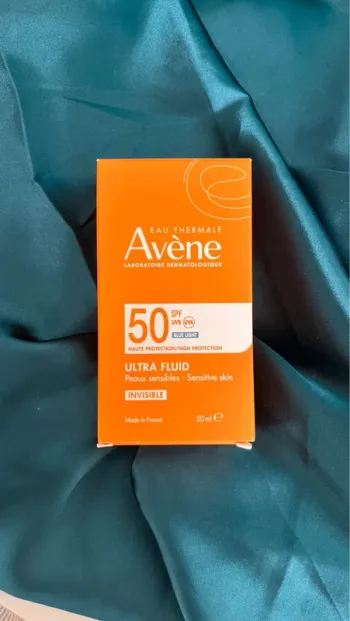 EAU THERMALE
Avène
LABORATOIRE DERMATOLOGIQUE
50 SPF
UVB UVA
BLUE LIGHT
HAUTE PROTECTION/HIGH PROTECTION
ULTRA FLUID
Peaux sensibles - Sensitive skin
INVISIBLE
Made in France 50 ml ℮